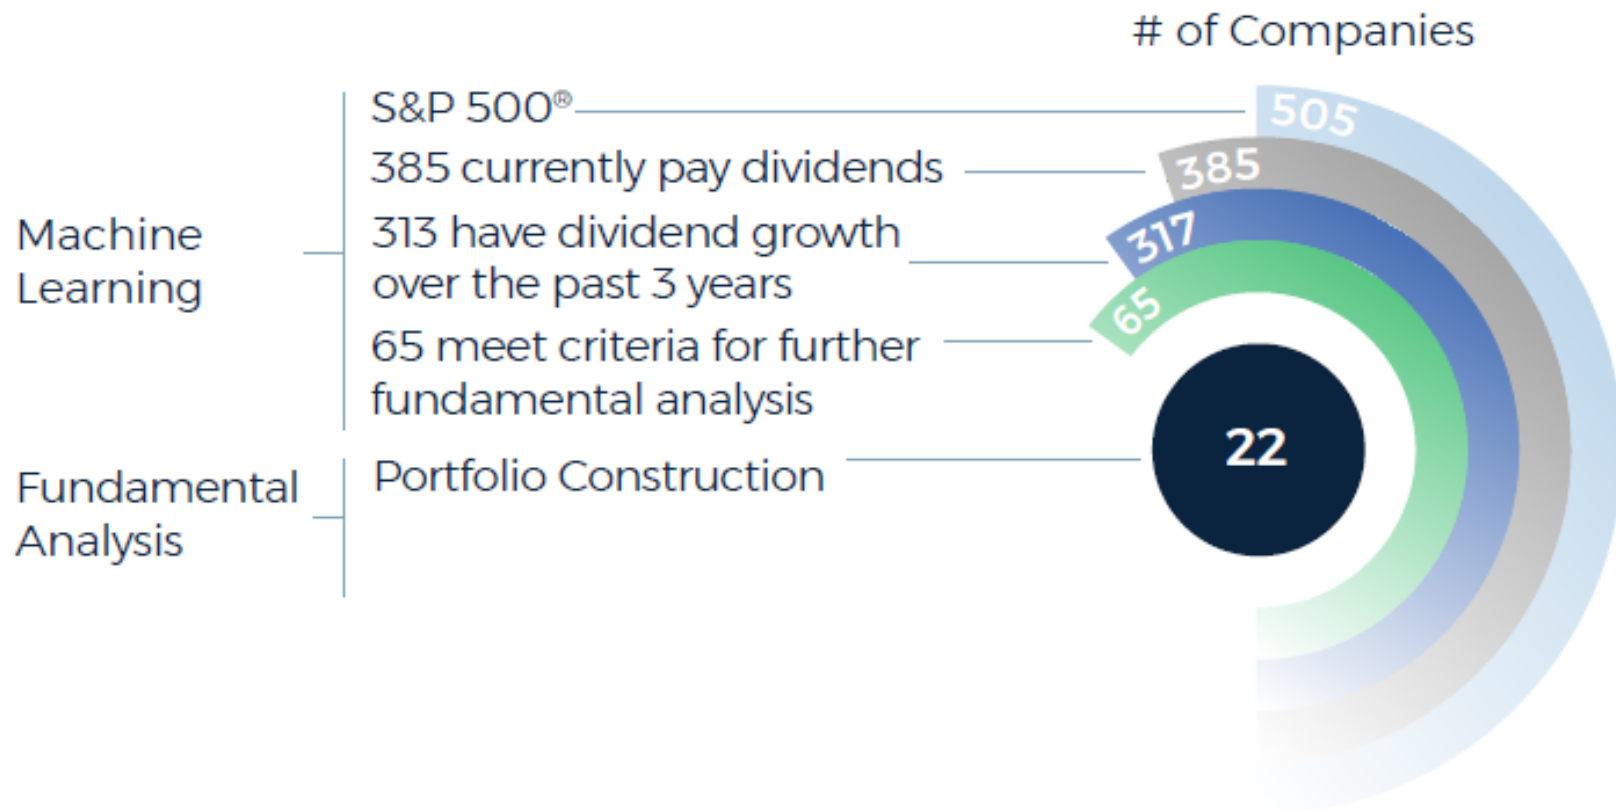 # of Companies
S&P 500®
505
385 currently pay dividends
385
313 have dividend growth
over the past 3 years
317
65 meet criteria for further
fundamental analysis
65
Machine
Learning
Portfolio Construction
22
Fundamental
Analysis